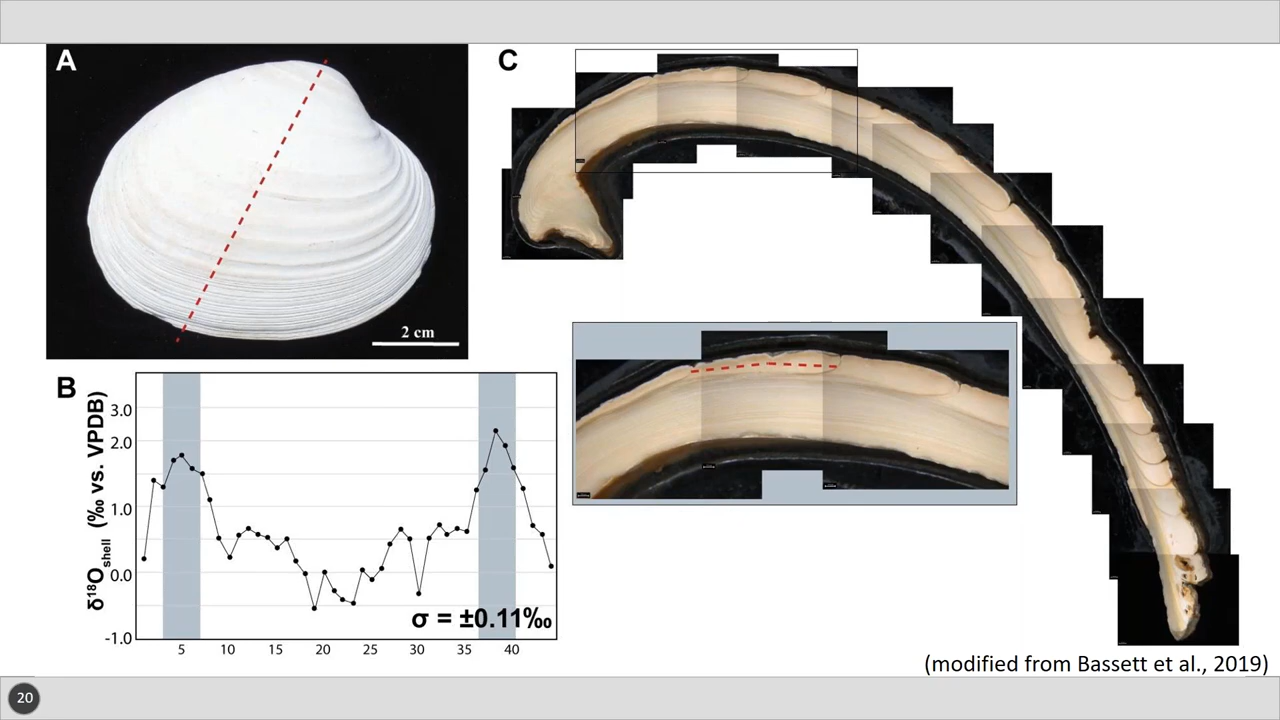 A
2 cm
B
δ¹⁸Oshell (‰ vs. VPDB)
3.0
2.0
1.0
0.0
-1.0
5 10 15 20 25 30 35 40
σ = ±0.11‰
C
(modified from Bassett et al., 2019)
20